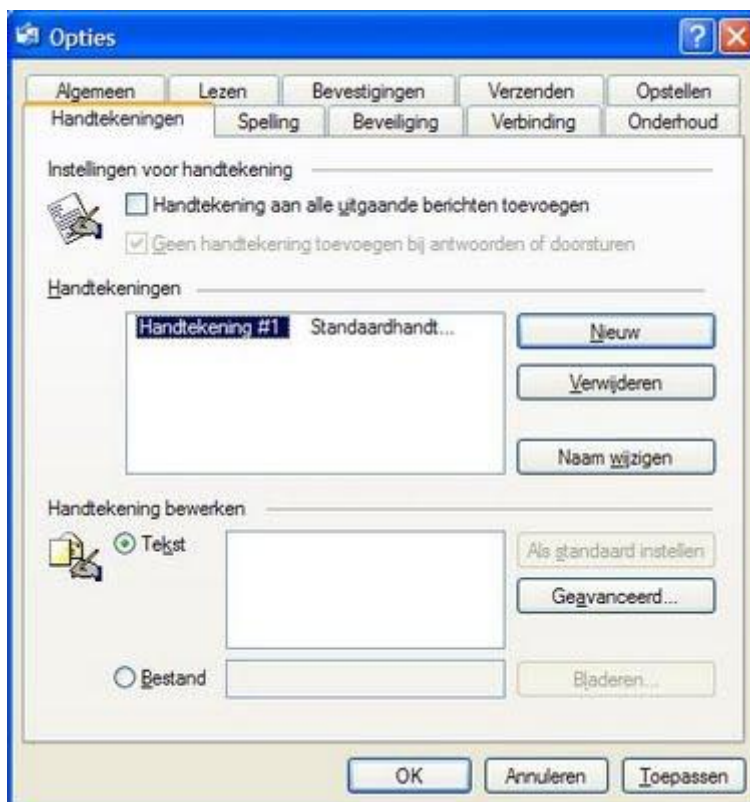 Opties
Algemeen Lezen Bevestigingen Verzenden Opstellen
Handtekeningen Spelling Beveiliging Verbinding Onderhoud
Instellingen voor handtekening
Handtekening aan alle uitgaande berichten toevoegen
Geen handtekening toevoegen bij antwoorden of doorsturen
Handtekeningen
Handtekening #1 Standaardhandt...
Nieuw
Verwijderen
Naam wijzigen
Handtekening bewerken
Tekst
Als standaard instellen
Geavanceerd...
Bestand
Bladeren...
OK Annuleren Toepassen